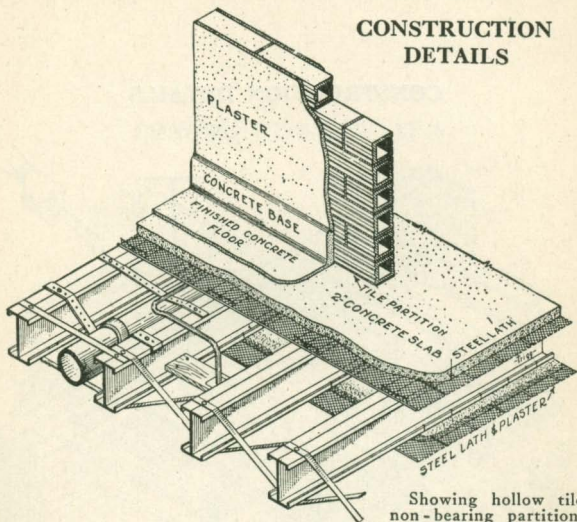 CONSTRUCTION
DETAILS
PLASTER
CONCRETE BASE
FINISHED CONCRETE
FLOOR
TILE PARTITION
2" CONCRETE SLAB
STEEL LATH
STEEL LATH & PLASTER
Showing hollow tile
non-bearing partition